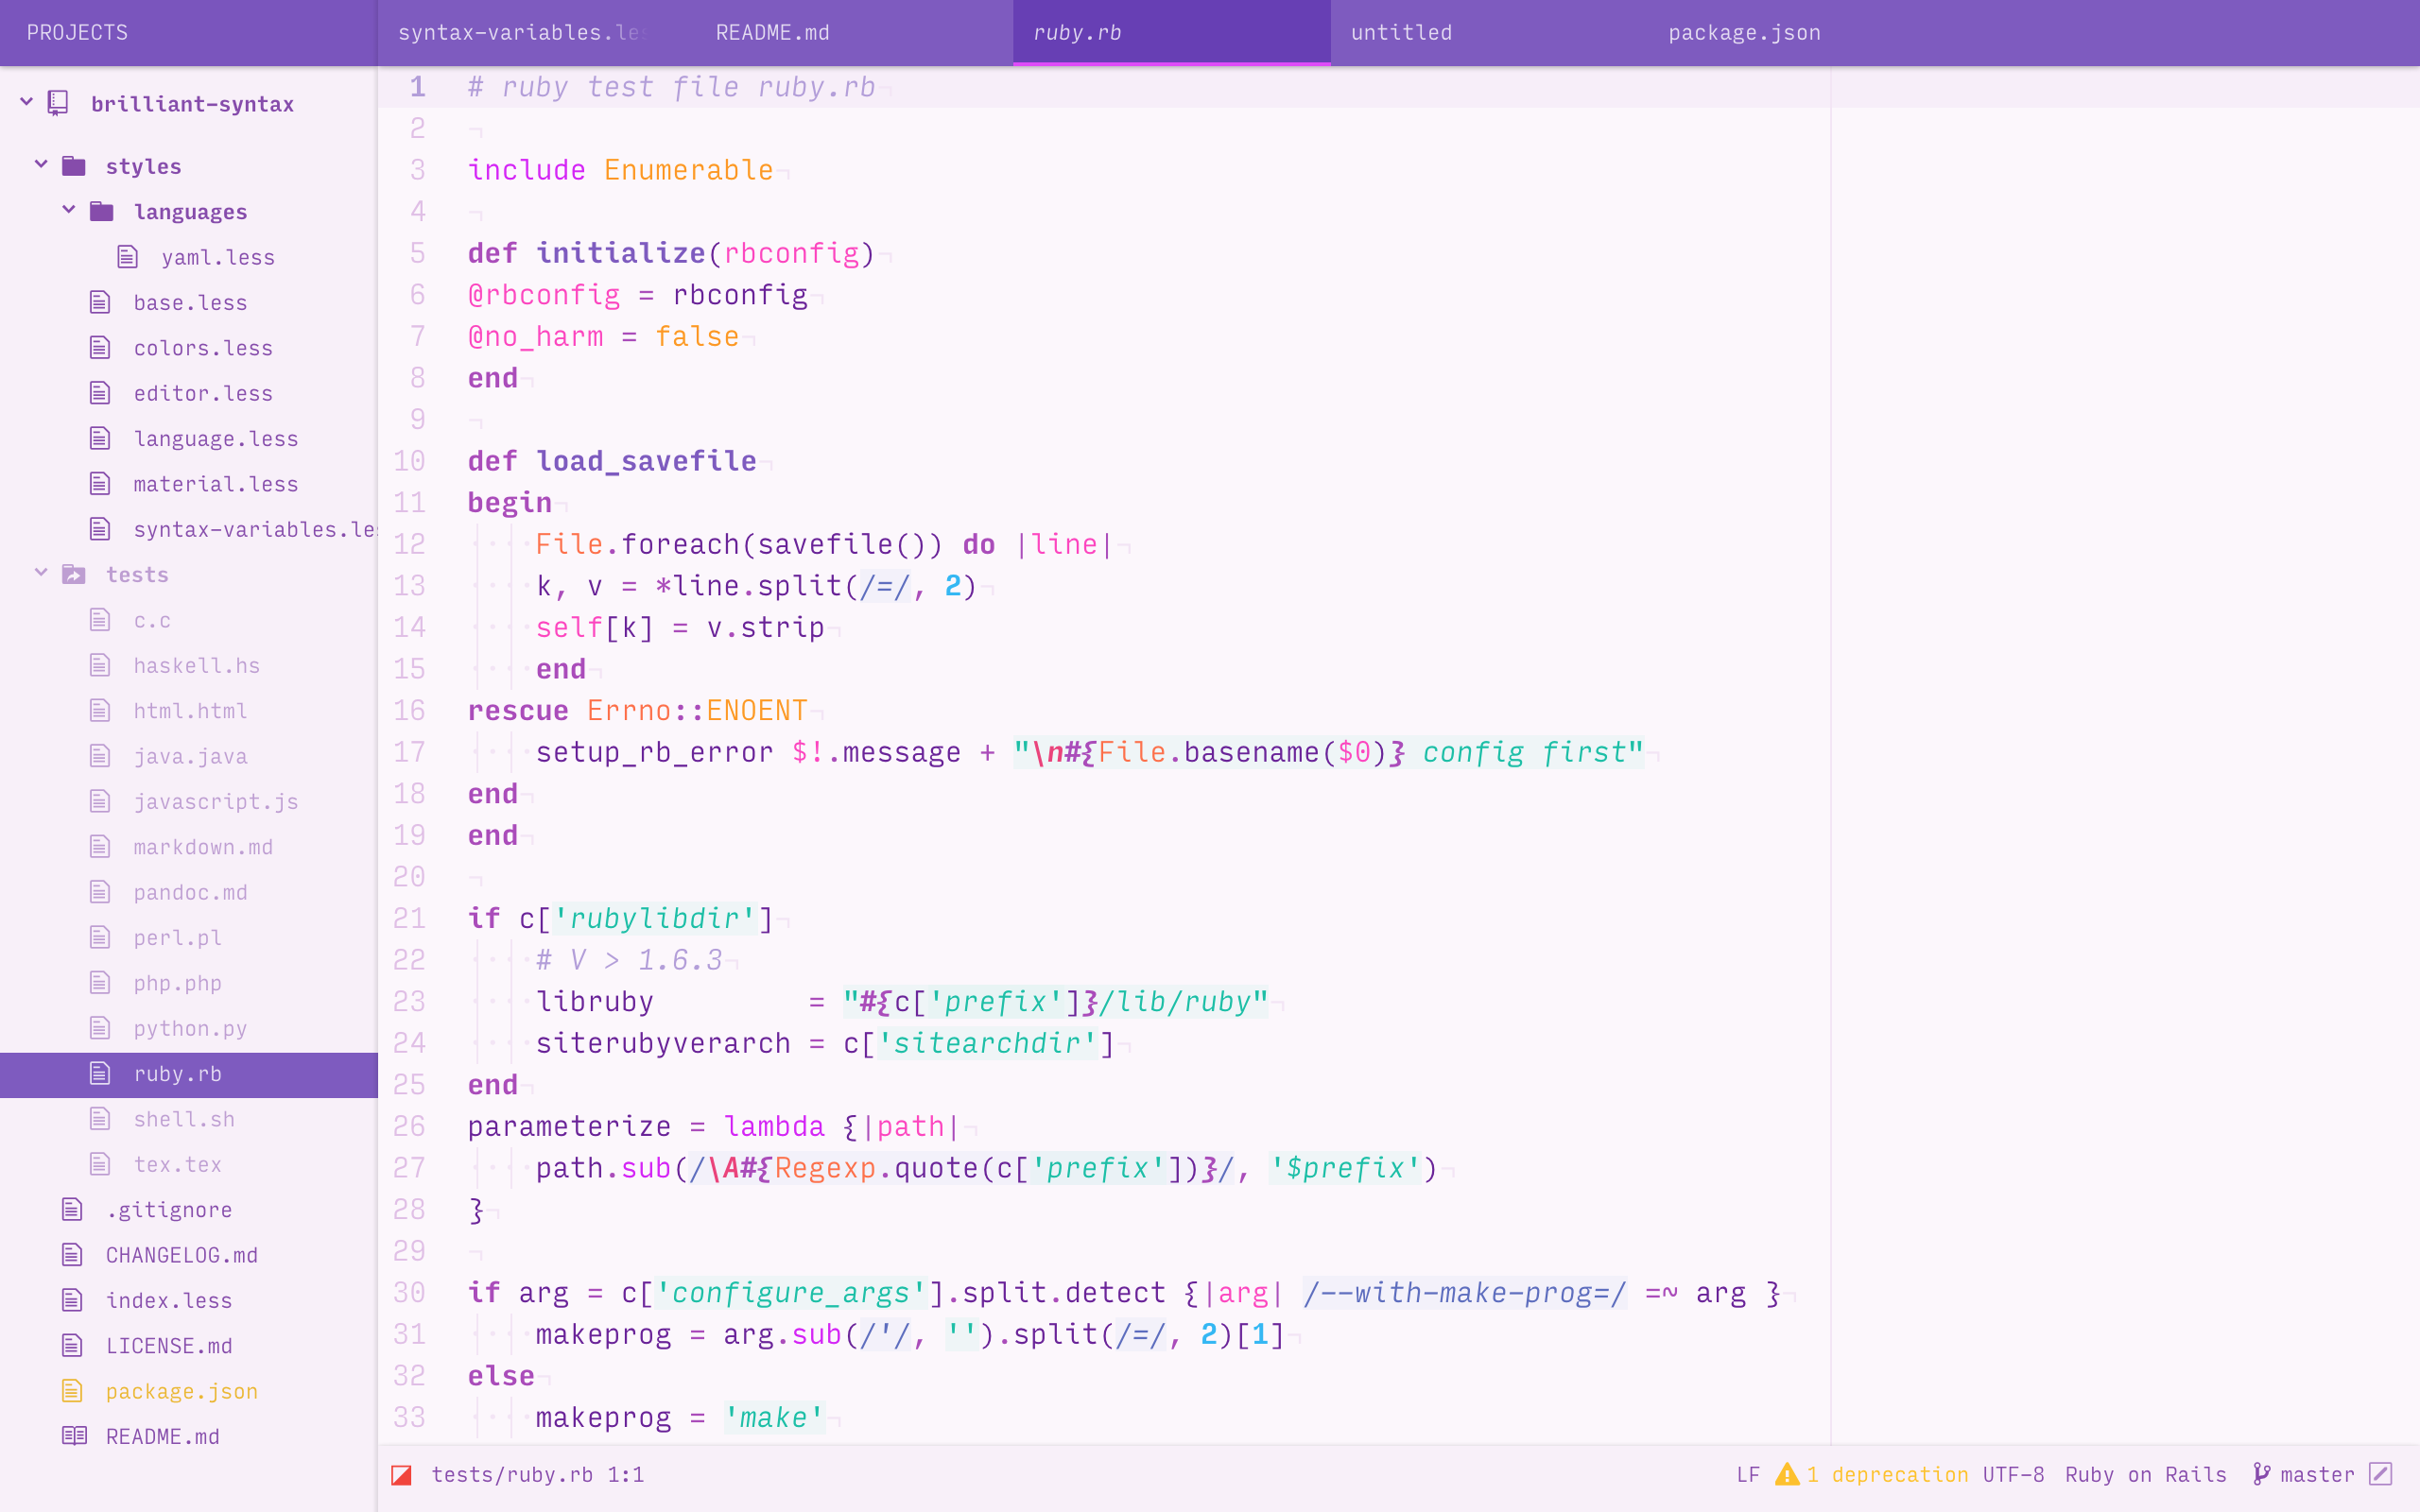 PROJECTS
syntax-variables.les README.md ruby.rb untitled package.json
brilliant-syntax
styles
languages
yaml.less
base.less
colors.less
editor.less
language.less
material.less
syntax-variables.les
tests
c.c
haskell.hs
html.html
java.java
javascript.js
markdown.md
pandoc.md
perl.pl
php.php
python.py
ruby.rb
shell.sh
tex.tex
.gitignore
CHANGELOG.md
index.less
LICENSE.md
package.json
README.md
1 # ruby test file ruby.rb¬
2 ¬
3 include Enumerable¬
4 ¬
5 def initialize(rbconfig)¬
6 @rbconfig = rbconfig¬
7 @no_harm = false¬
8 end¬
9 ¬
10 def load_savefile¬
11 begin¬
12 ····File.foreach(savefile()) do |line|¬
13 ····k, v = *line.split(/=/, 2)¬
14 ····self[k] = v.strip¬
15 ····end¬
16 rescue Errno::ENOENT¬
17 ····setup_rb_error $!.message + "\n#{File.basename($0)} config first"¬
18 end¬
19 end¬
20 ¬
21 if c['rubylibdir']¬
22 ····# V > 1.6.3¬
23 ····libruby         = "#{c['prefix']}/lib/ruby"¬
24 ····siterubyverarch = c['sitearchdir']¬
25 end¬
26 parameterize = lambda {|path|¬
27 ····path.sub(/\A#{Regexp.quote(c['prefix'])}/, '$prefix')¬
28 }¬
29 ¬
30 if arg = c['configure_args'].split.detect {|arg| /--with-make-prog=/ =~ arg }¬
31 ····makeprog = arg.sub(/'/, '').split(/=/, 2)[1]¬
32 else¬
33 ····makeprog = 'make'¬
tests/ruby.rb 1:1 LF 1 deprecation UTF-8 Ruby on Rails master